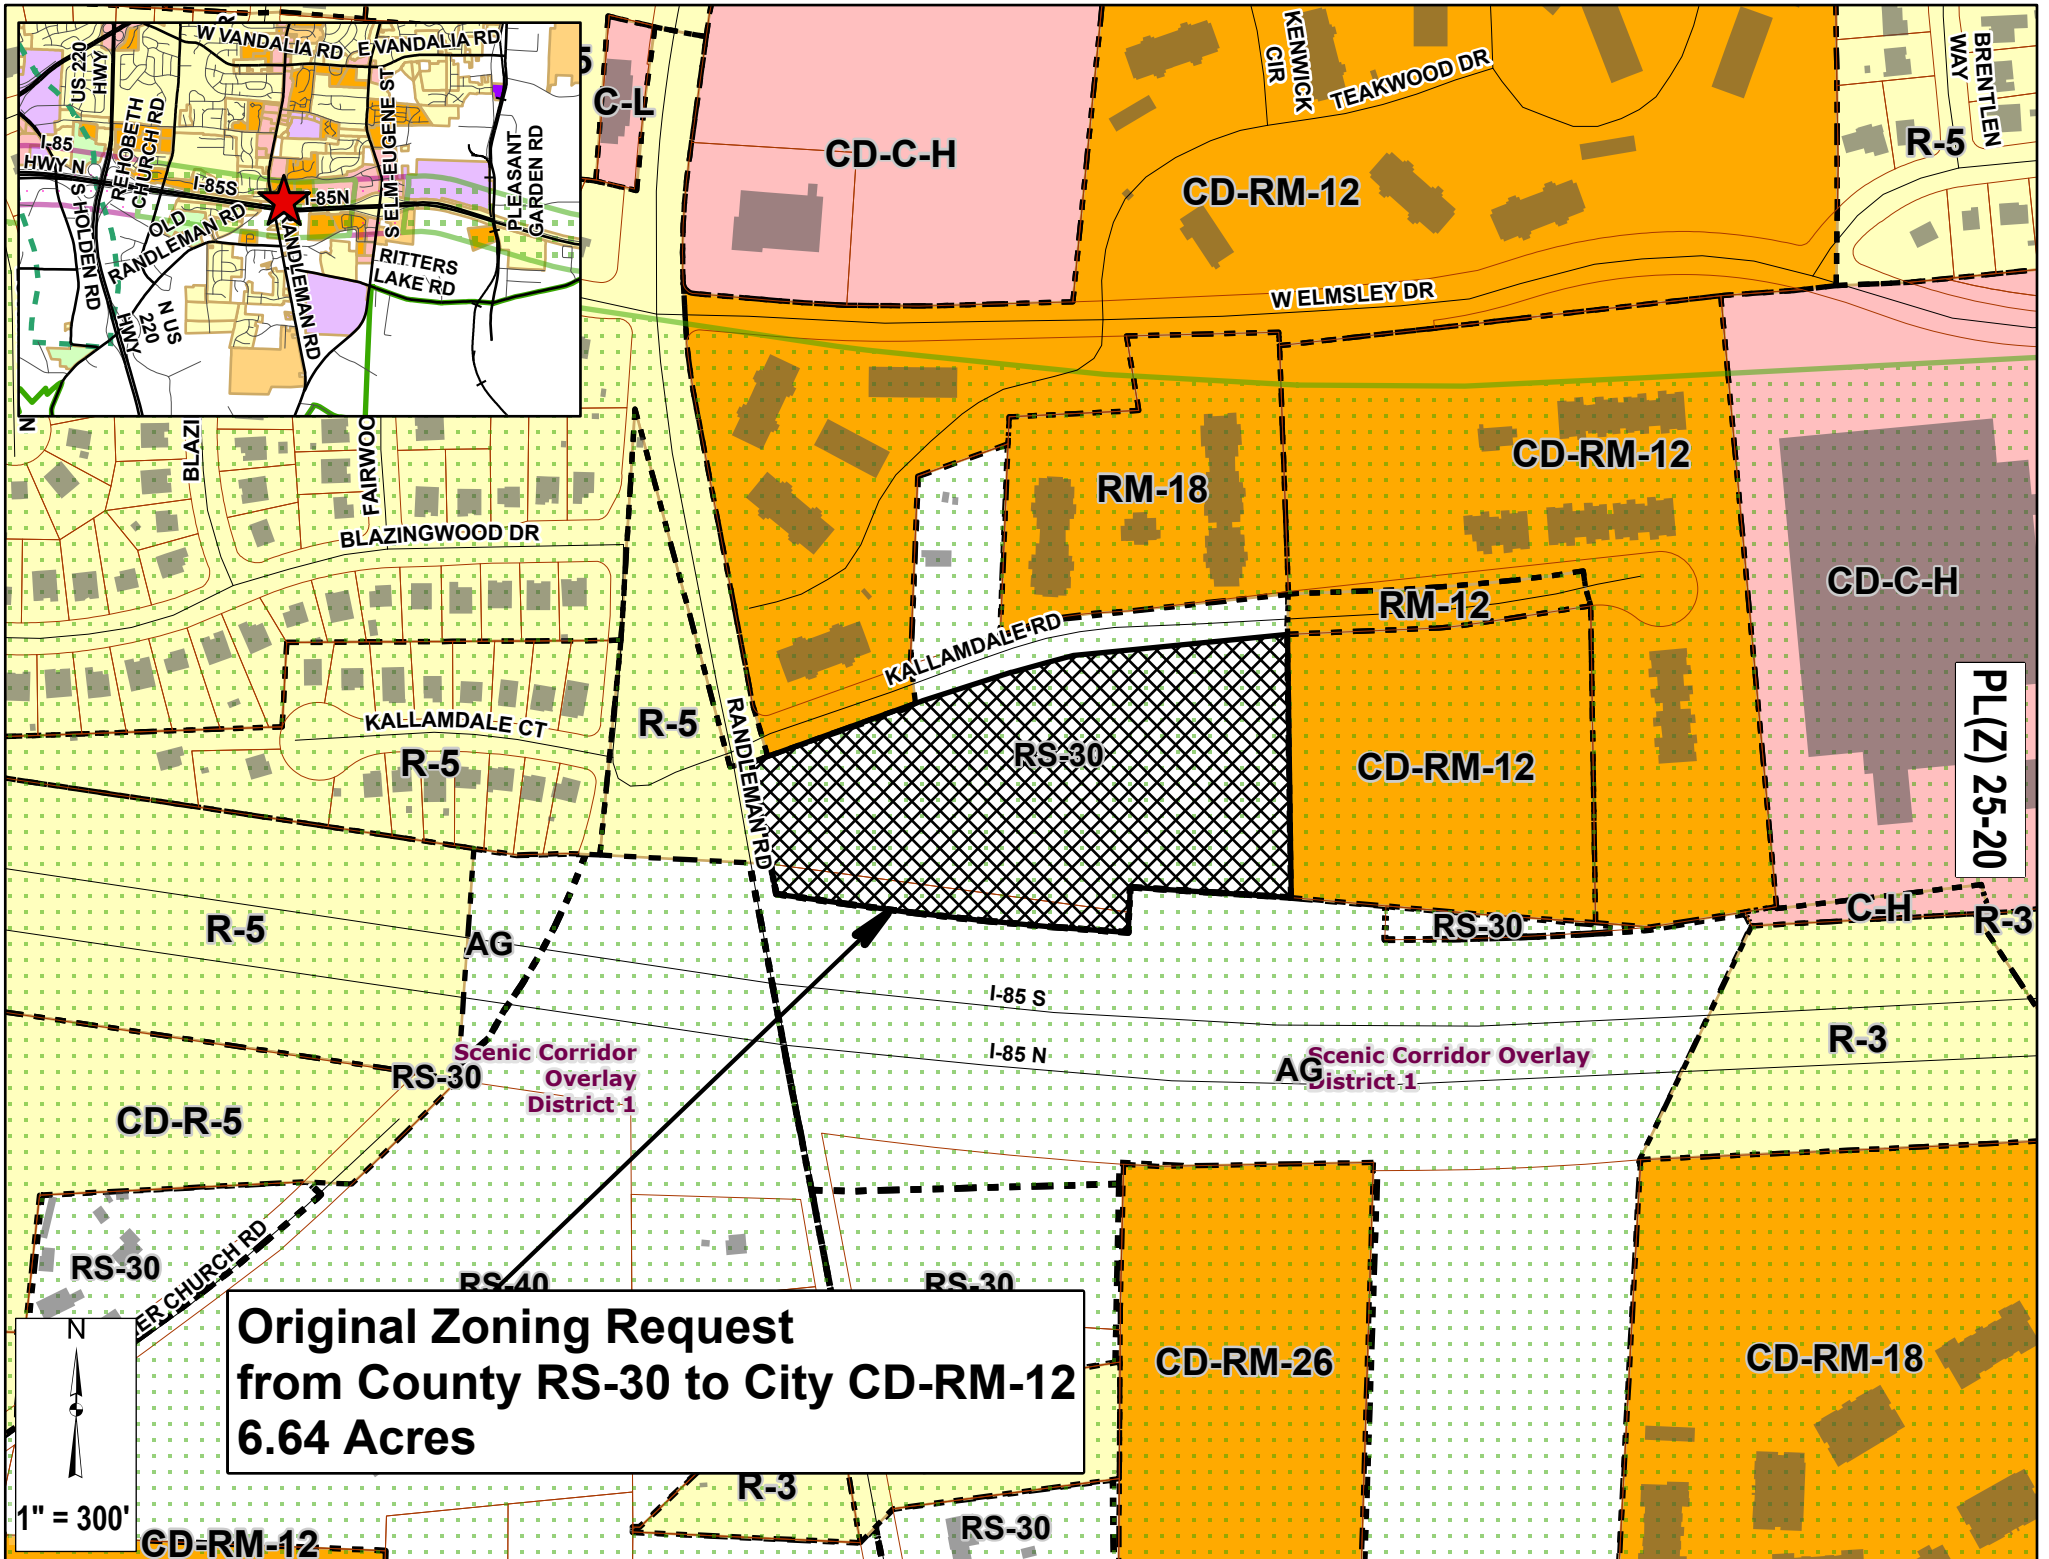 W VANDALIA RD
E VANDALIA RD
US 220
HWY
REHOBETH
CHURCH RD
I-85
HWY N
S HOLDEN RD
I-85S
I-85N
OLD
RANDLEMAN RD
S ELM-EUGENE ST
PLEASANT
GARDEN RD
RITTERS
LAKE RD
RANDLEMAN RD
N US
220
HWY
5
C-L
CD-C-H
KENWICK
CIR
TEAKWOOD DR
CD-RM-12
BRENTLEN
WAY
R-5
W ELMSLEY DR
N
BLAZI
FAIRWOO
BLAZINGWOOD DR
RM-18
CD-RM-12
CD-C-H
RM-12
KALLAMDALE RD
KALLAMDALE CT
R-5
R-5
RANDLEMAN RD
RS-30
CD-RM-12
PL(Z) 25-20
R-5
AG
RS-30
C-H
R-3
I-85 S
I-85 N
Scenic Corridor
Overlay
District 1
AG
Scenic Corridor Overlay
District 1
R-3
RS-30
CD-R-5
RS-30
ER CHURCH RD
RS-40
RS-30
Original Zoning Request
from County RS-30 to City CD-RM-12
6.64 Acres
CD-RM-26
CD-RM-18
N
1" = 300'
R-3
RS-30
CD-RM-12